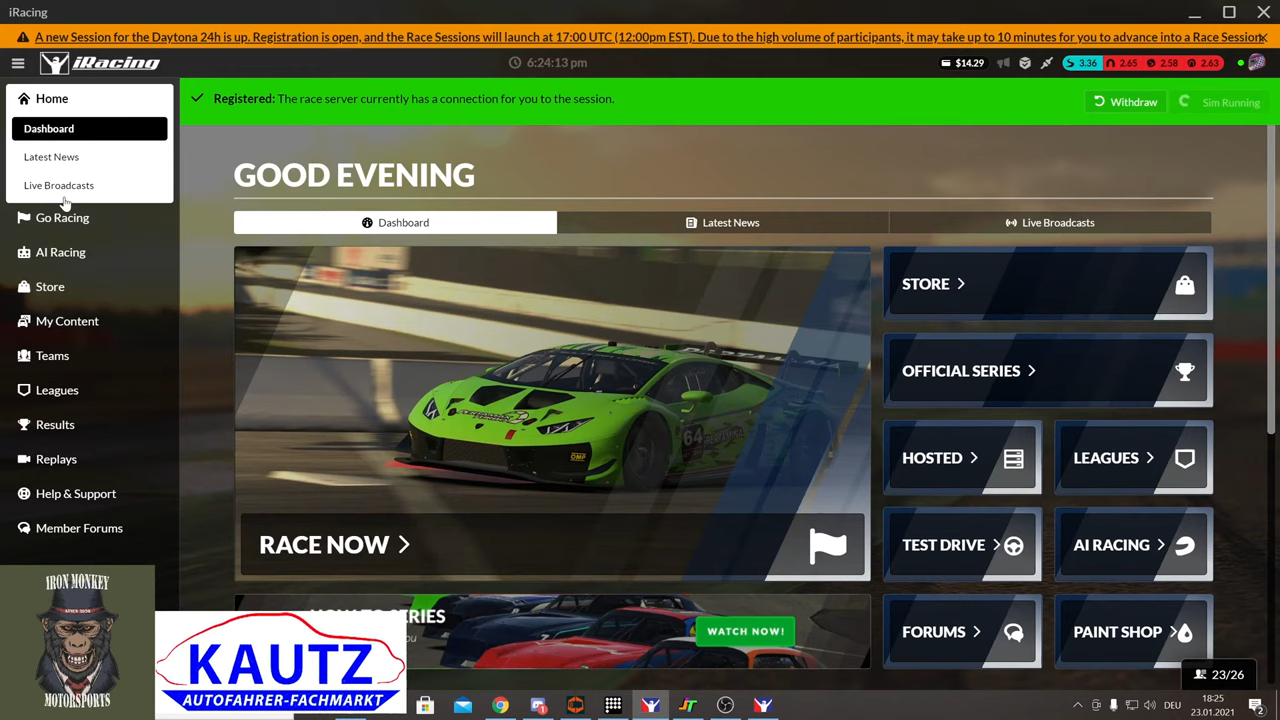 iRacing
A new Session for the Daytona 24h is up. Registration is open, and the Race Sessions will launch at 17:00 UTC (12:00pm EST). Due to the high volume of participants, it may take up to 10 minutes for you to advance into a Race Session.
iRacing
6:24:13 pm
$14.29
3.36 2.65 2.58 2.63
Home
Dashboard
Latest News
Live Broadcasts
Go Racing
AI Racing
Store
My Content
Teams
Leagues
Results
Replays
Help & Support
Member Forums
Registered: The race server currently has a connection for you to the session.
Withdraw
Sim Running
GOOD EVENING
Dashboard
Latest News
Live Broadcasts
64
OMP
RACE NOW
STORE
OFFICIAL SERIES
HOSTED
LEAGUES
TEST DRIVE
AI RACING
FORUMS
PAINT SHOP
WATCH NOW!
23/26
IRON MONKEY
MOTORSPORTS
KAUTZ
AUTOFAHRER-FACHMARKT
DEU
18:25
23.01.2021
2